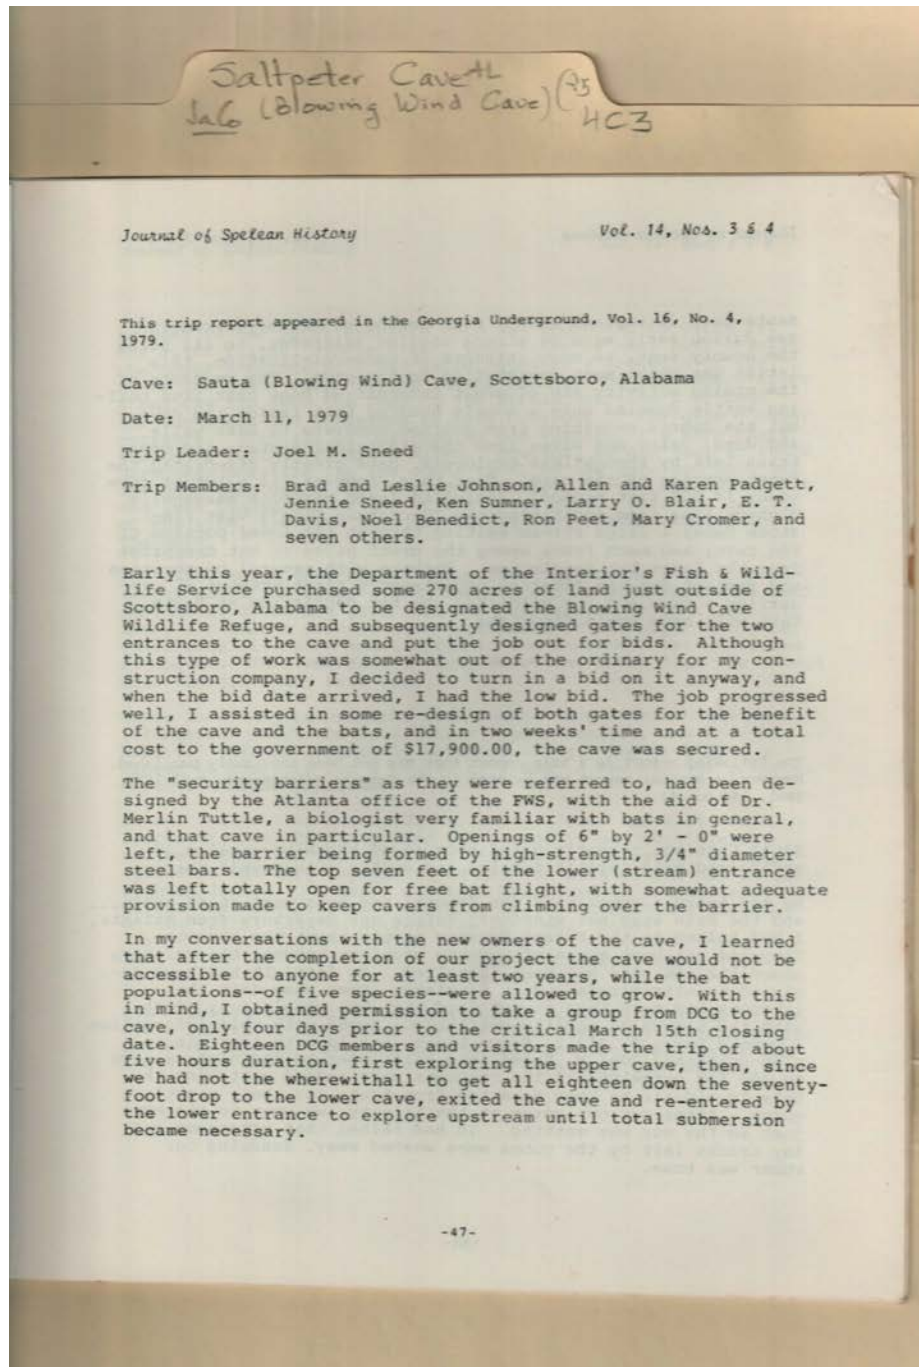 Saltpeter Cave AL
JaCo (Blowing Wind Cave)
4C3
Journal of Spelean History
Vol. 14, Nos. 3 & 4
This trip report appeared in the Georgia Underground, Vol. 16, No. 4,
1979.
Cave: Sauta (Blowing Wind) Cave, Scottsboro, Alabama
Date: March 11, 1979
Trip Leader: Joel M. Sneed
Trip Members: Brad and Leslie Johnson, Allen and Karen Padgett,
Jennie Sneed, Ken Sumner, Larry O. Blair, E. T.
Davis, Noel Benedict, Ron Peet, Mary Cromer, and
seven others.
Early this year, the Department of the Interior's Fish & Wild-
life Service purchased some 270 acres of land just outside of
Scottsboro, Alabama to be designated the Blowing Wind Cave
Wildlife Refuge, and subsequently designed gates for the two
entrances to the cave and put the job out for bids. Although
this type of work was somewhat out of the ordinary for my con-
struction company, I decided to turn in a bid on it anyway, and
when the bid date arrived, I had the low bid. The job progressed
well, I assisted in some re-design of both gates for the benefit
of the cave and the bats, and in two weeks' time and at a total
cost to the government of $17,900.00, the cave was secured.
The "security barriers" as they were referred to, had been de-
signed by the Atlanta office of the FWS, with the aid of Dr.
Merlin Tuttle, a biologist very familiar with bats in general,
and that cave in particular. Openings of 6" by 2' - 0" were
left, the barrier being formed by high-strength, 3/4" diameter
steel bars. The top seven feet of the lower (stream) entrance
was left totally open for free bat flight, with somewhat adequate
provision made to keep cavers from climbing over the barrier.
In my conversations with the new owners of the cave, I learned
that after the completion of our project the cave would not be
accessible to anyone for at least two years, while the bat
populations--of five species--were allowed to grow. With this
in mind, I obtained permission to take a group from DCG to the
cave, only four days prior to the critical March 15th closing
date. Eighteen DCG members and visitors made the trip of about
five hours duration, first exploring the upper cave, then, since
we had not the wherewithall to get all eighteen down the seventy-
foot drop to the lower cave, exited the cave and re-entered by
the lower entrance to explore upstream until total submersion
became necessary.
-47-